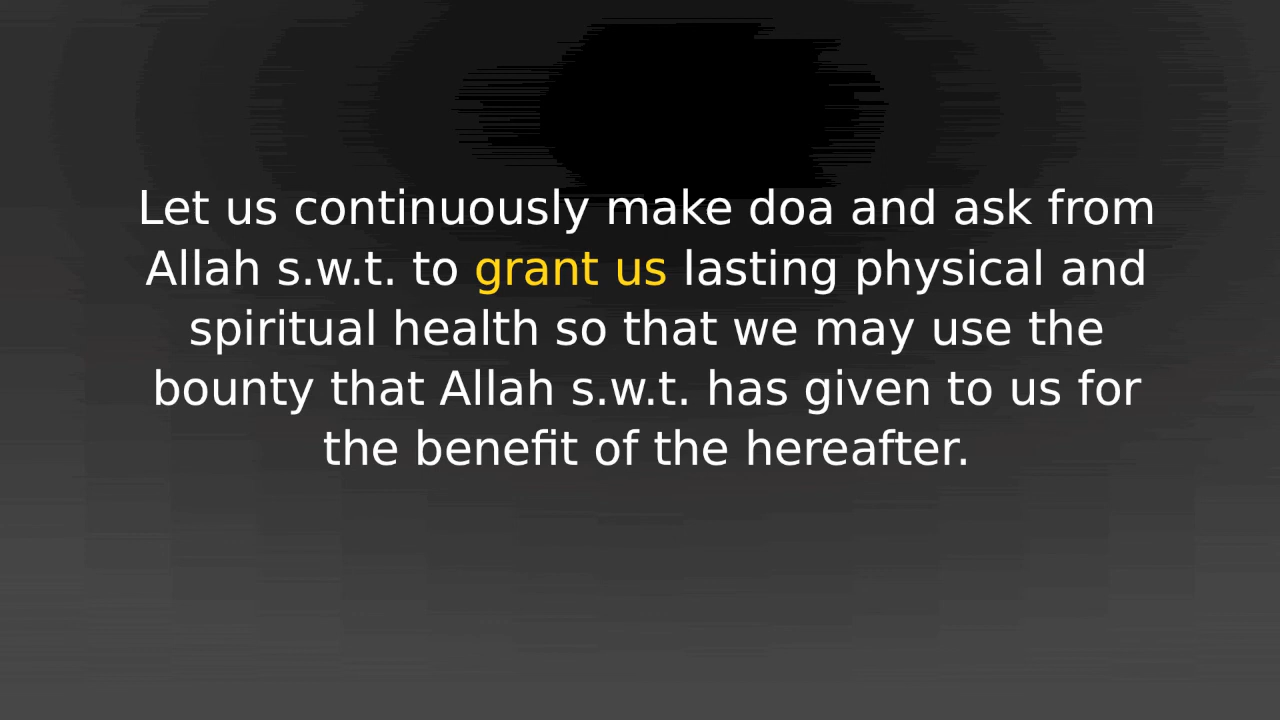 Let us continuously make doa and ask from
Allah s.w.t. to grant us lasting physical and
spiritual health so that we may use the
bounty that Allah s.w.t. has given to us for
the benefit of the hereafter.